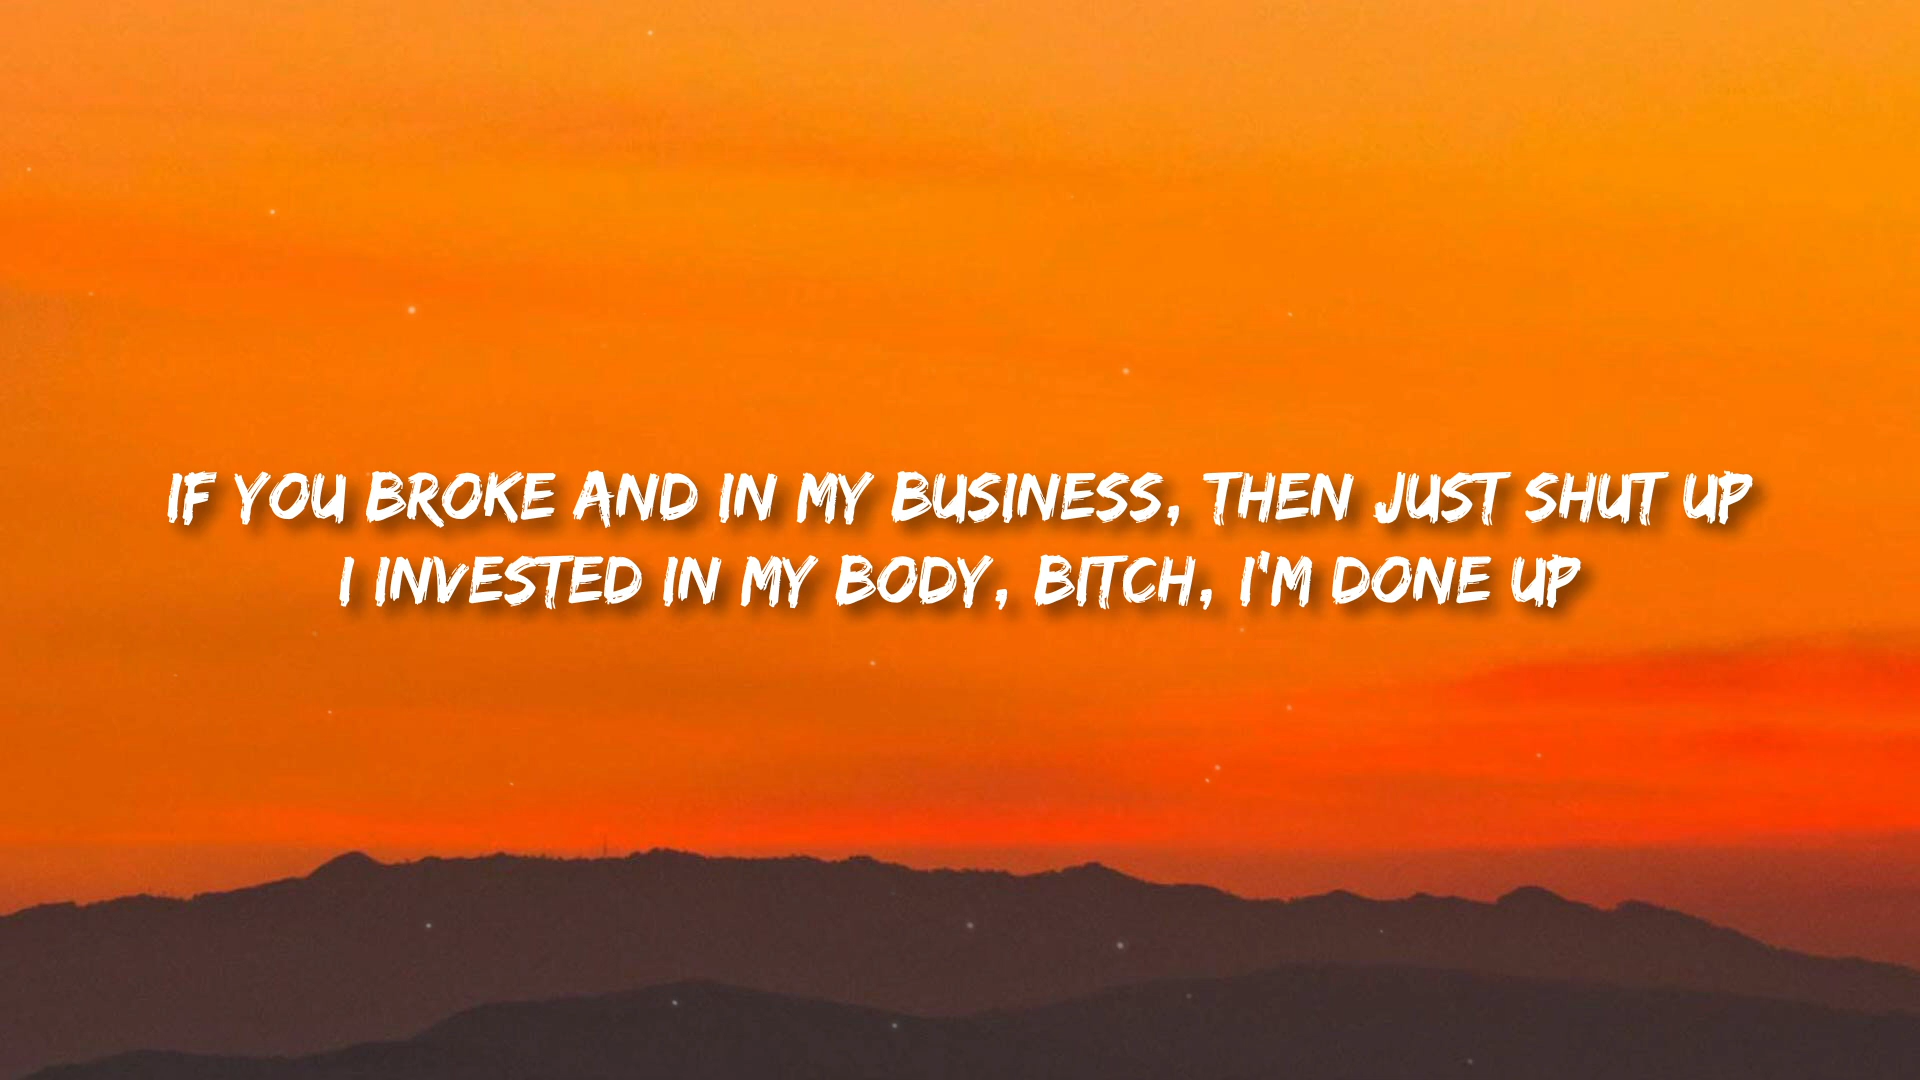 IF YOU BROKE AND IN MY BUSINESS, THEN JUST SHUT UP
I INVESTED IN MY BODY, BITCH, I'M DONE UP